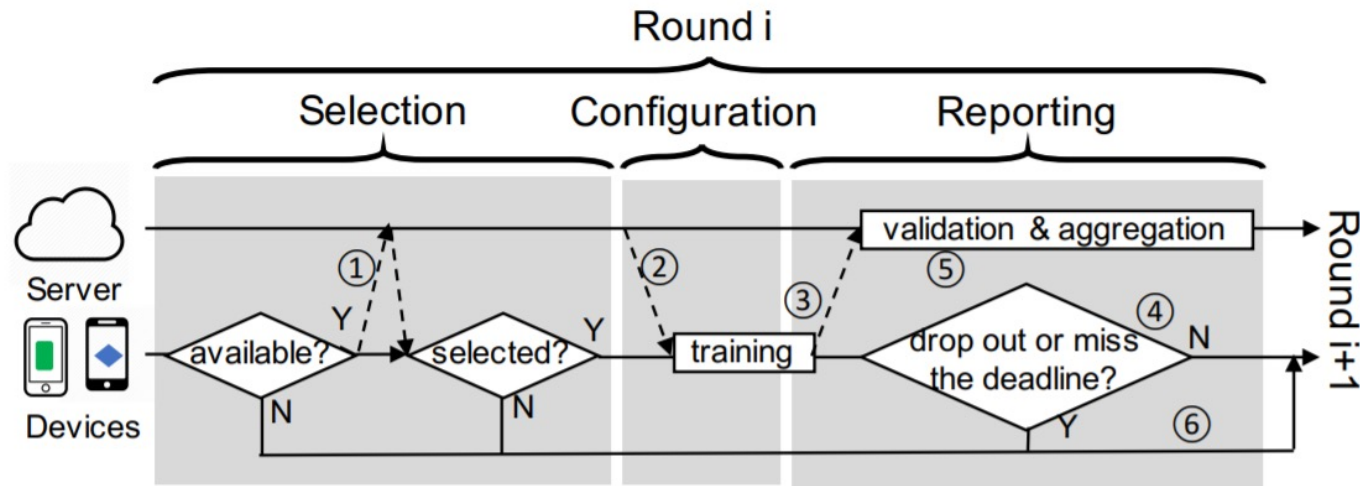 Round i
Selection
Configuration
Reporting
Server
Devices
①
②
③
④
⑤
⑥
available?
Y
N
selected?
Y
N
training
validation & aggregation
drop out or miss
the deadline?
N
Y
Round i+1